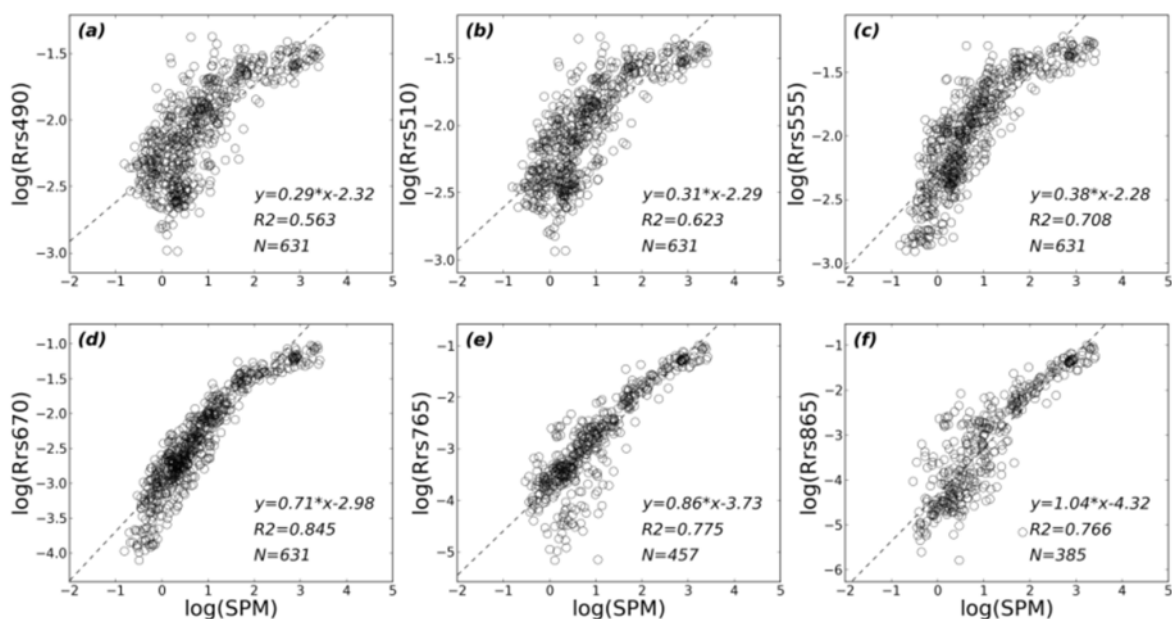 (a)
log(Rrs490)
−1.5
−2.0
−2.5
−3.0
y=0.29*x-2.32
R2=0.563
N=631
−2 −1 0 1 2 3 4 5
(b)
log(Rrs510)
−1.5
−2.0
−2.5
−3.0
y=0.31*x-2.29
R2=0.623
N=631
−2 −1 0 1 2 3 4 5
(c)
log(Rrs555)
−1.5
−2.0
−2.5
−3.0
y=0.38*x-2.28
R2=0.708
N=631
−2 −1 0 1 2 3 4 5
(d)
log(Rrs670)
−1.0
−1.5
−2.0
−2.5
−3.0
−3.5
−4.0
y=0.71*x-2.98
R2=0.845
N=631
−2 −1 0 1 2 3 4 5
log(SPM)
(e)
log(Rrs765)
−1
−2
−3
−4
−5
y=0.86*x-3.73
R2=0.775
N=457
−2 −1 0 1 2 3 4 5
log(SPM)
(f)
log(Rrs865)
−1
−2
−3
−4
−5
−6
y=1.04*x-4.32
R2=0.766
N=385
−2 −1 0 1 2 3 4 5
log(SPM)